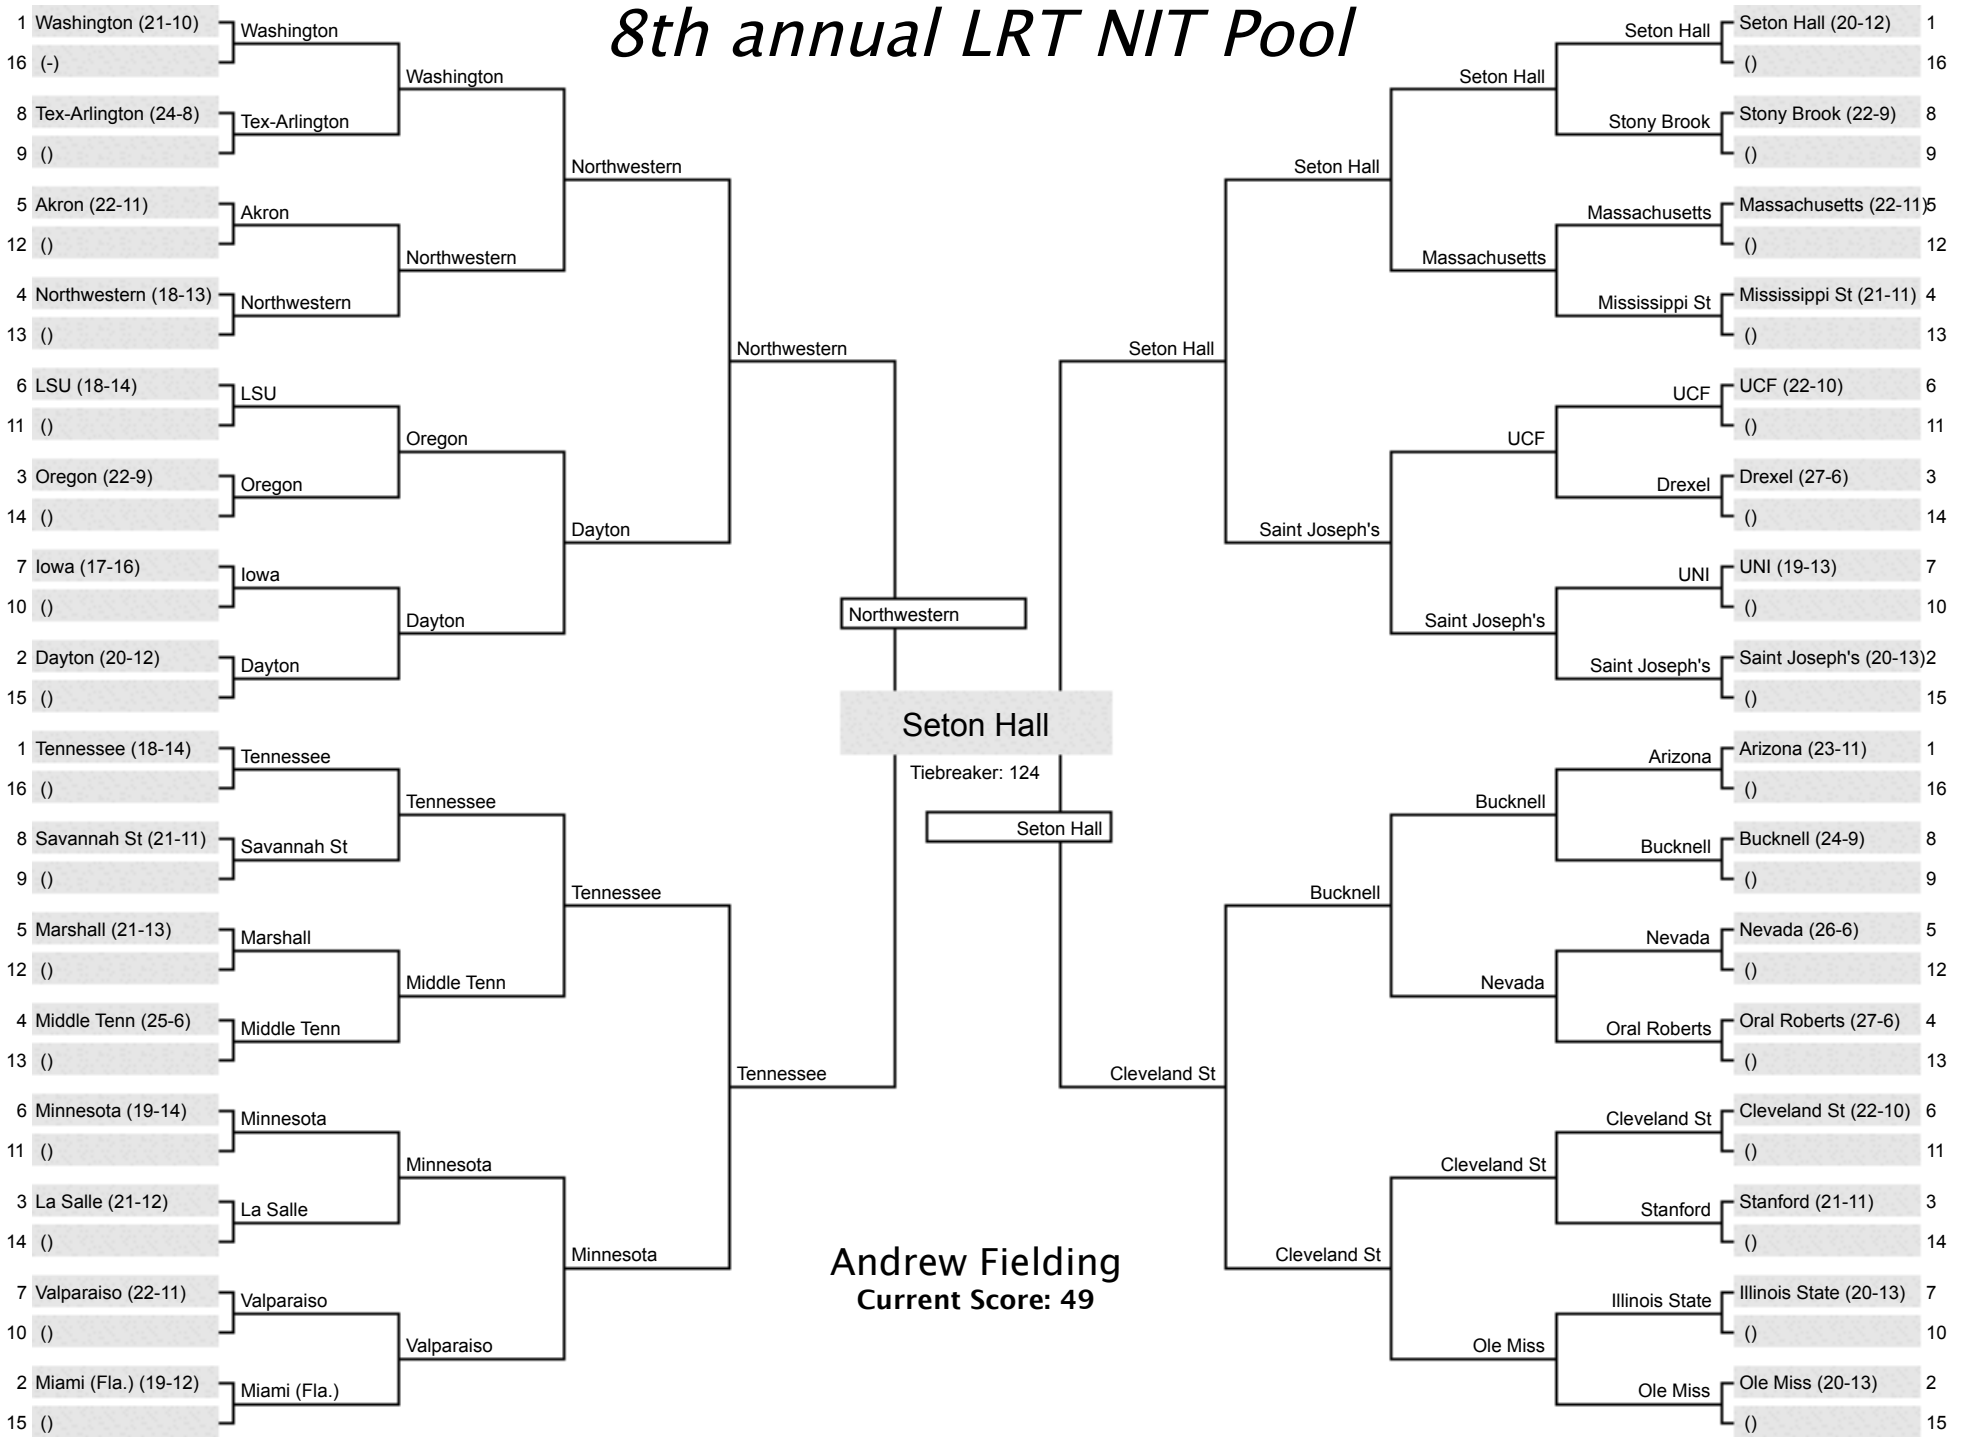 8th annual LRT NIT Pool
1 Washington (21-10)
16 (-)
8 Tex-Arlington (24-8)
9 ()
5 Akron (22-11)
12 ()
4 Northwestern (18-13)
13 ()
6 LSU (18-14)
11 ()
3 Oregon (22-9)
14 ()
7 Iowa (17-16)
10 ()
2 Dayton (20-12)
15 ()
1 Tennessee (18-14)
16 ()
8 Savannah St (21-11)
9 ()
5 Marshall (21-13)
12 ()
4 Middle Tenn (25-6)
13 ()
6 Minnesota (19-14)
11 ()
3 La Salle (21-12)
14 ()
7 Valparaiso (22-11)
10 ()
2 Miami (Fla.) (19-12)
15 ()
Washington
Tex-Arlington
Akron
Northwestern
LSU
Oregon
Iowa
Dayton
Tennessee
Savannah St
Marshall
Middle Tenn
Minnesota
La Salle
Valparaiso
Miami (Fla.)
Washington
Northwestern
Oregon
Dayton
Tennessee
Middle Tenn
Minnesota
Valparaiso
Northwestern
Dayton
Tennessee
Minnesota
Northwestern
Tennessee
Northwestern
Seton Hall
Tiebreaker: 124
Seton Hall
Andrew Fielding
Current Score: 49
Seton Hall
Cleveland St
Seton Hall
Saint Joseph's
Bucknell
Cleveland St
Seton Hall
Massachusetts
UCF
Saint Joseph's
Bucknell
Nevada
Cleveland St
Ole Miss
Seton Hall
Stony Brook
Massachusetts
Mississippi St
UCF
Drexel
UNI
Saint Joseph's
Arizona
Bucknell
Nevada
Oral Roberts
Cleveland St
Stanford
Illinois State
Ole Miss
Seton Hall (20-12) 1
() 16
Stony Brook (22-9) 8
() 9
Massachusetts (22-11) 5
() 12
Mississippi St (21-11) 4
() 13
UCF (22-10) 6
() 11
Drexel (27-6) 3
() 14
UNI (19-13) 7
() 10
Saint Joseph's (20-13) 2
() 15
Arizona (23-11) 1
() 16
Bucknell (24-9) 8
() 9
Nevada (26-6) 5
() 12
Oral Roberts (27-6) 4
() 13
Cleveland St (22-10) 6
() 11
Stanford (21-11) 3
() 14
Illinois State (20-13) 7
() 10
Ole Miss (20-13) 2
() 15